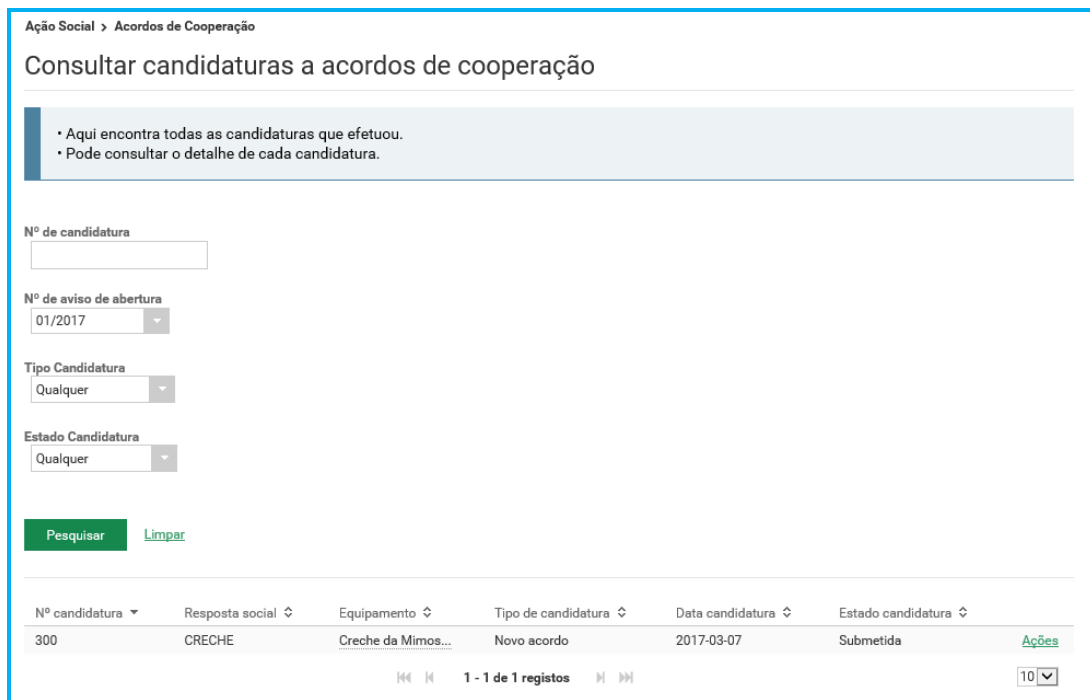 Ação Social > Acordos de Cooperação
Consultar candidaturas a acordos de cooperação
• Aqui encontra todas as candidaturas que efetuou.
• Pode consultar o detalhe de cada candidatura.
Nº de candidatura
Nº de aviso de abertura
01/2017
Tipo Candidatura
Qualquer
Estado Candidatura
Qualquer
Pesquisar Limpar
Nº candidatura Resposta social Equipamento Tipo de candidatura Data candidatura Estado candidatura
300 CRECHE Creche da Mimos... Novo acordo 2017-03-07 Submetida Ações
1 - 1 de 1 registos 10